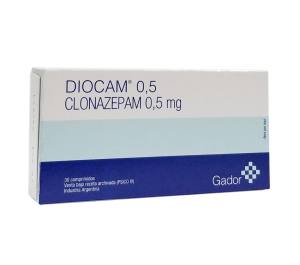 DIOCAM® 0,5
CLONAZEPAM 0,5 mg
30 comprimidos
Venta bajo receta archivada (PSICO IV)
Industria Argentina
Gador